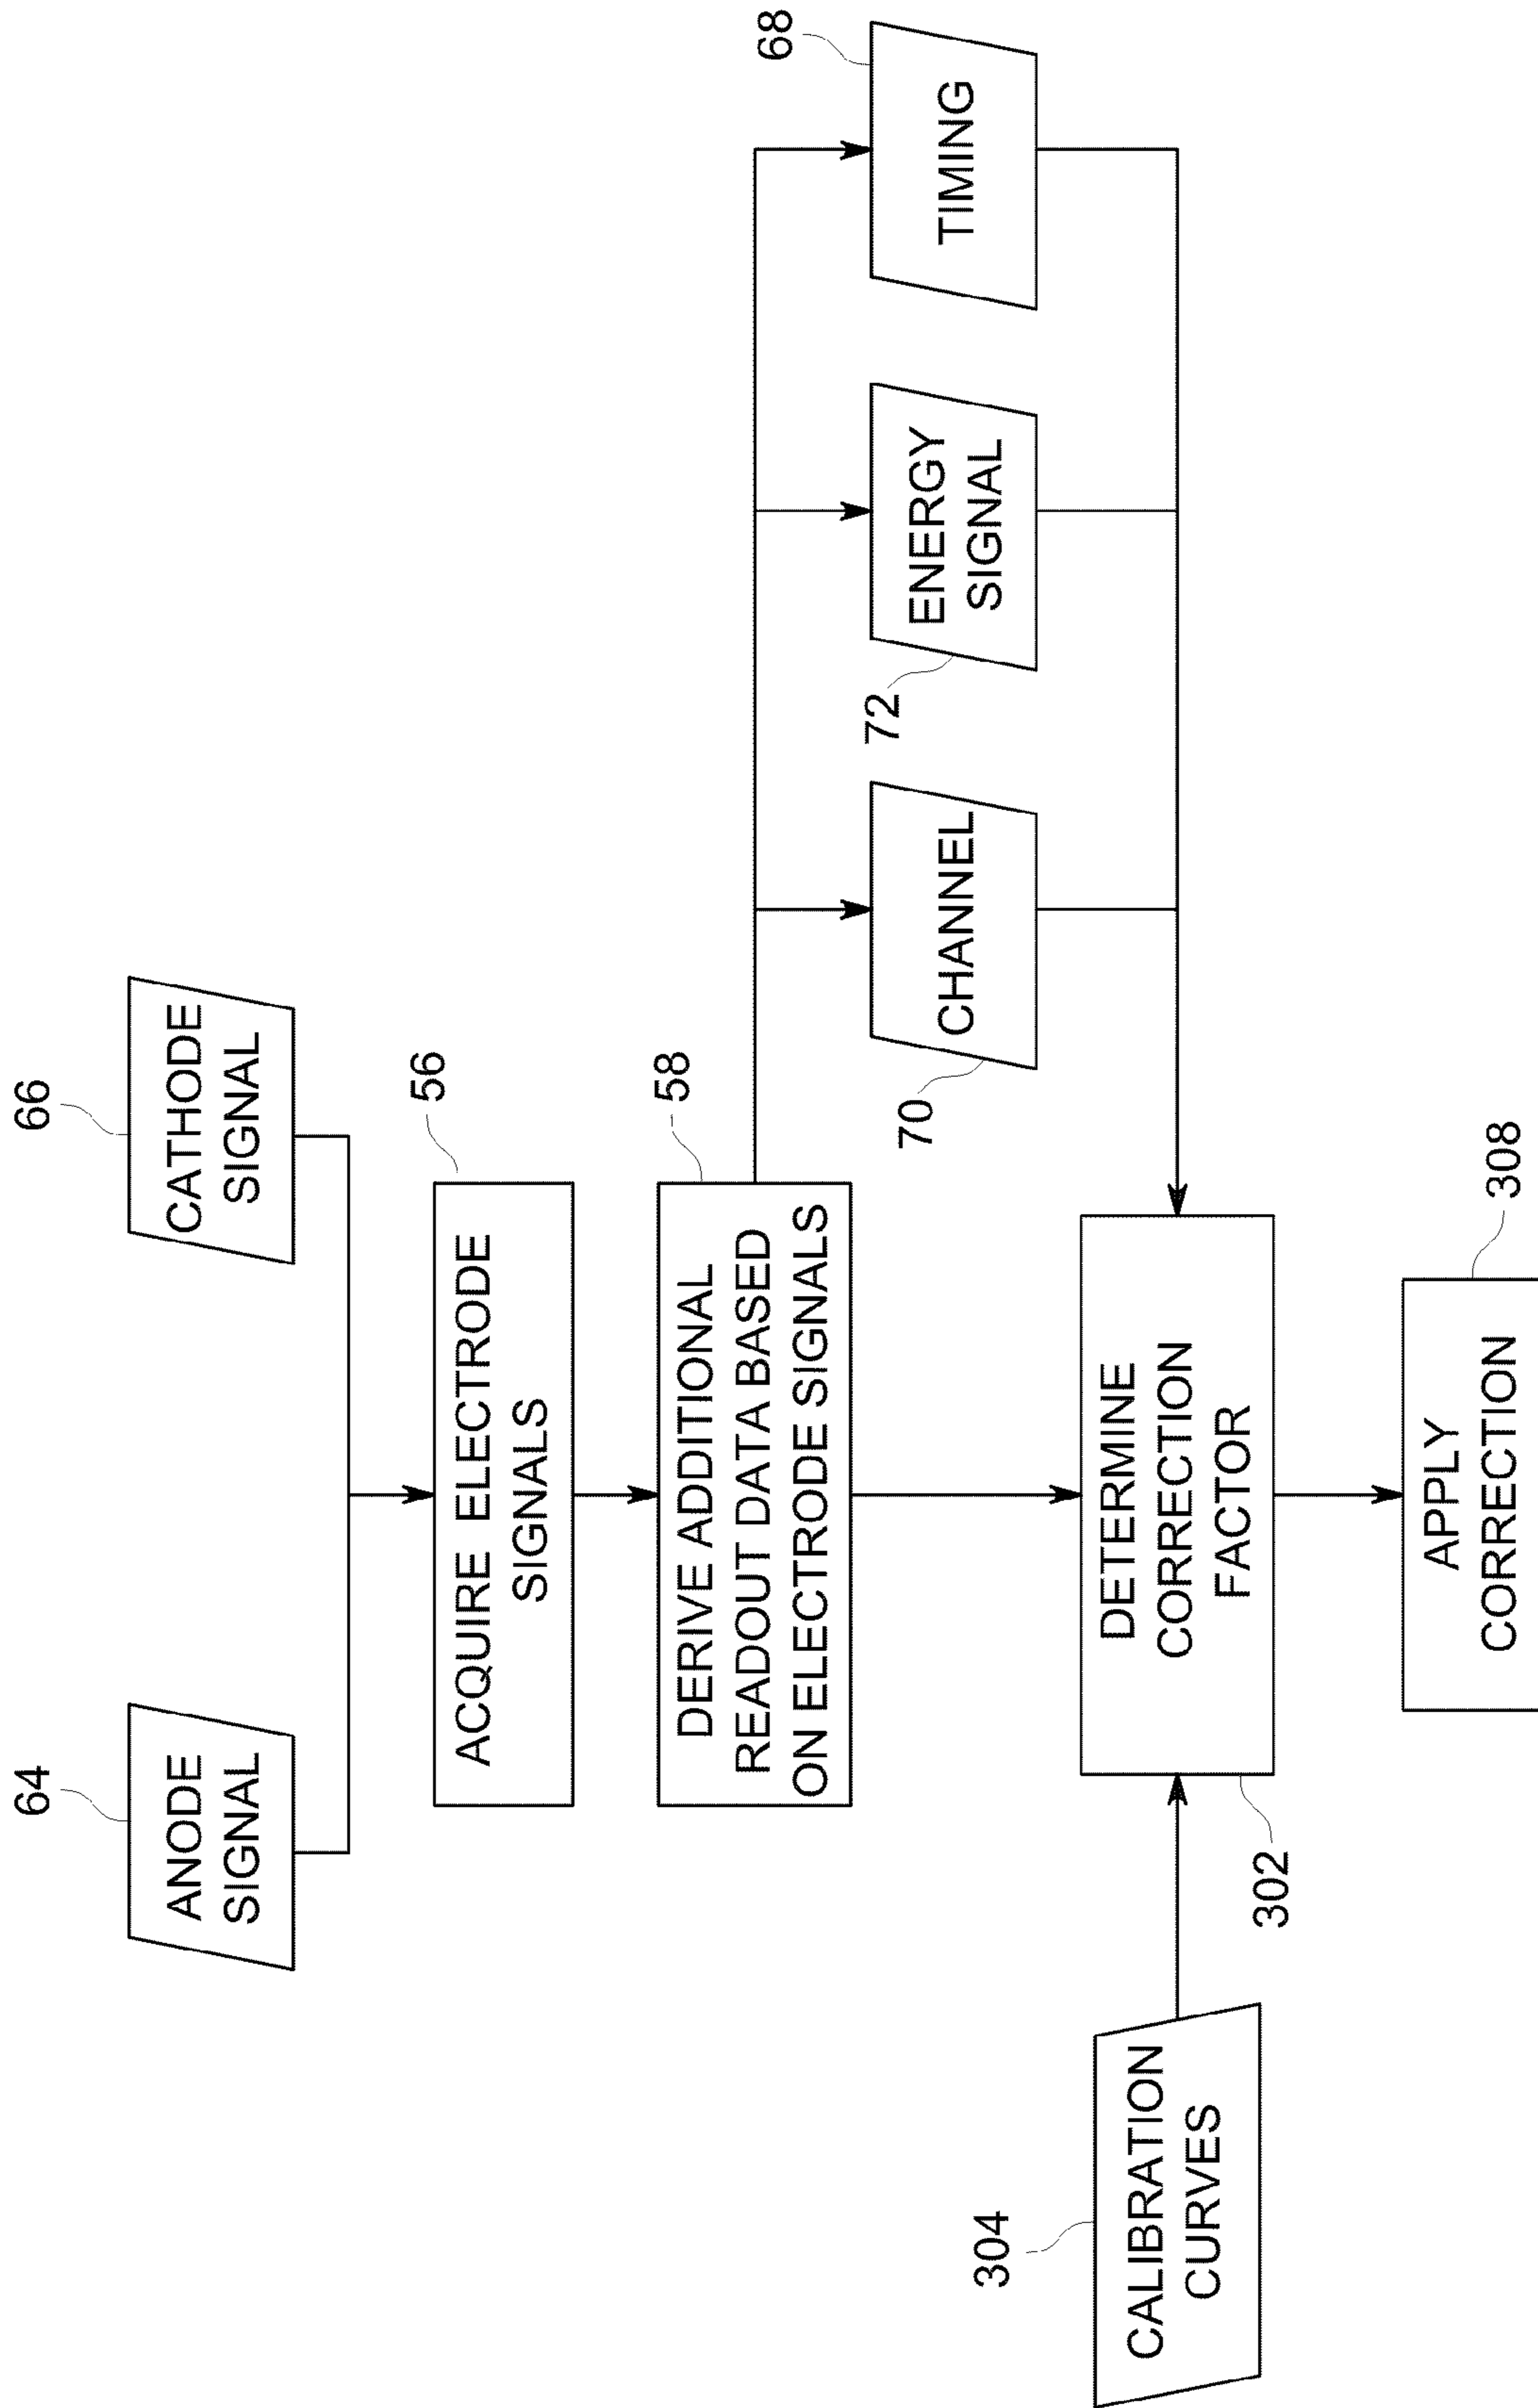 64
ANODE
SIGNAL
66
CATHODE
SIGNAL
56
ACQUIRE ELECTRODE
SIGNALS
58
DERIVE ADDITIONAL
READOUT DATA BASED
ON ELECTRODE SIGNALS
70
CHANNEL
72
ENERGY
SIGNAL
68
TIMING
304
CALIBRATION
CURVES
302
DETERMINE
CORRECTION
FACTOR
308
APPLY
CORRECTION